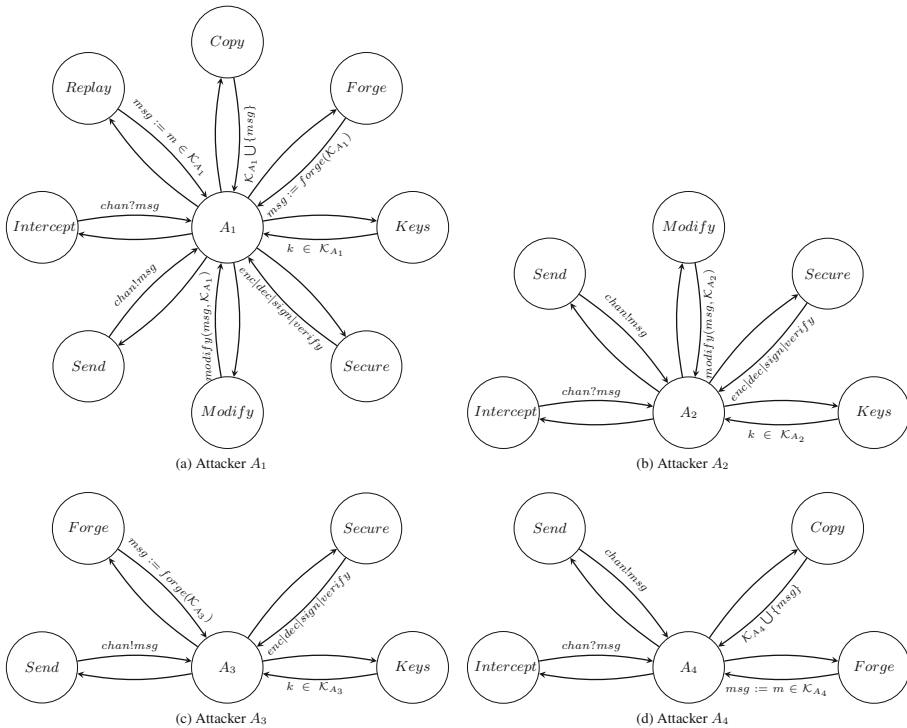 Copy
Replay
Forge
msg := m ∈ 𝒦_{A_1}
𝒦_{A_1} ⋃{msg}
msg := forge(𝒦_{A_1})
Intercept
chan?msg
A_1
k ∈ 𝒦_{A_1}
Keys
chan!msg
modify(msg, 𝒦_{A_1})
enc|dec|sign|verify
Send
Modify
Secure
(a) Attacker A_1
Modify
Send
Secure
chan!msg
modify(msg, 𝒦_{A_2})
enc|dec|sign|verify
Intercept
chan?msg
A_2
k ∈ 𝒦_{A_2}
Keys
(b) Attacker A_2
Forge
Secure
msg := forge(𝒦_{A_3})
enc|dec|sign|verify
Send
chan!msg
A_3
k ∈ 𝒦_{A_3}
Keys
(c) Attacker A_3
Send
Copy
chan!msg
𝒦_{A_4} ⋃{msg}
Intercept
chan?msg
A_4
msg := m ∈ 𝒦_{A_4}
Forge
(d) Attacker A_4